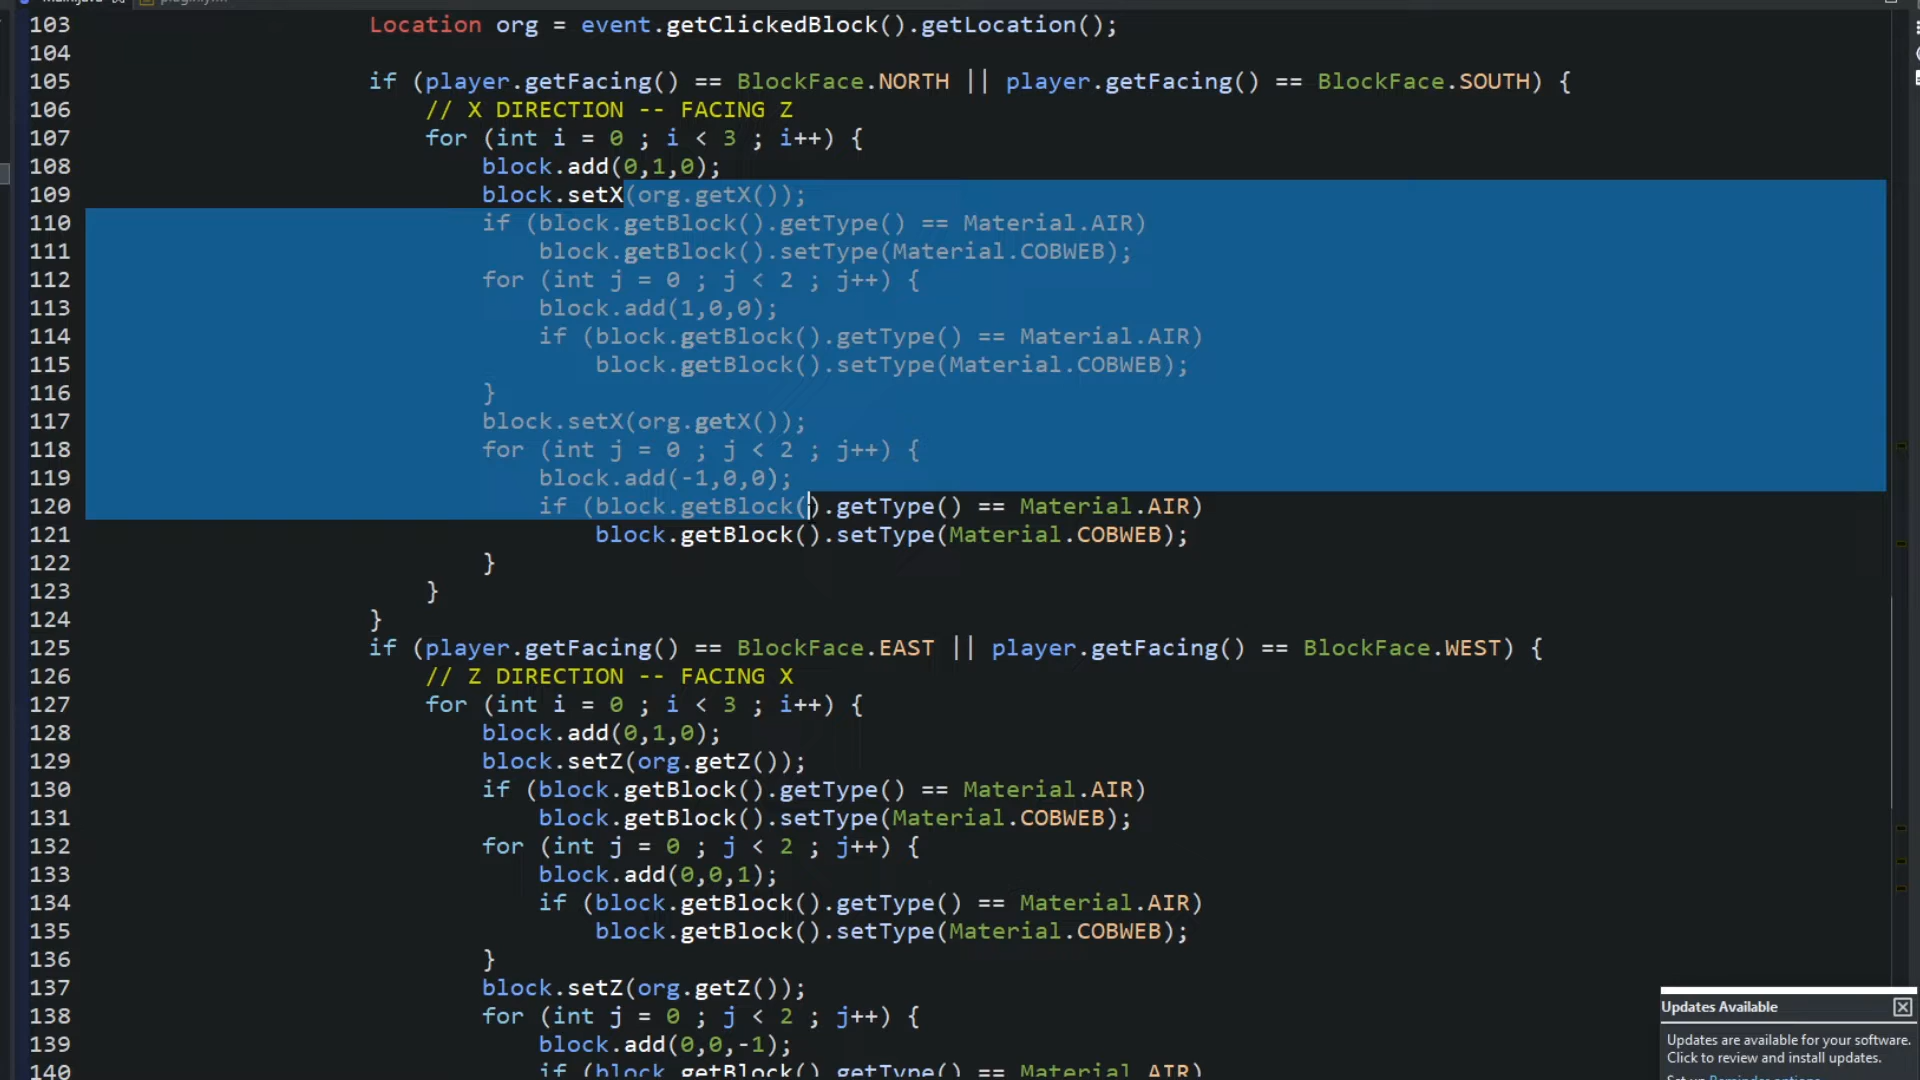 103 Location org = event.getClickedBlock().getLocation();
104
105 if (player.getFacing() == BlockFace.NORTH || player.getFacing() == BlockFace.SOUTH) {
106 // X DIRECTION -- FACING Z
107 for (int i = 0 ; i < 3 ; i++) {
108 block.add(0,1,0);
109 block.setX(org.getX());
110 if (block.getBlock().getType() == Material.AIR)
111 block.getBlock().setType(Material.COBWEB);
112 for (int j = 0 ; j < 2 ; j++) {
113 block.add(1,0,0);
114 if (block.getBlock().getType() == Material.AIR)
115 block.getBlock().setType(Material.COBWEB);
116 }
117 block.setX(org.getX());
118 for (int j = 0 ; j < 2 ; j++) {
119 block.add(-1,0,0);
120 if (block.getBlock().getType() == Material.AIR)
121 block.getBlock().setType(Material.COBWEB);
122 }
123 }
124 }
125 if (player.getFacing() == BlockFace.EAST || player.getFacing() == BlockFace.WEST) {
126 // Z DIRECTION -- FACING X
127 for (int i = 0 ; i < 3 ; i++) {
128 block.add(0,1,0);
129 block.setZ(org.getZ());
130 if (block.getBlock().getType() == Material.AIR)
131 block.getBlock().setType(Material.COBWEB);
132 for (int j = 0 ; j < 2 ; j++) {
133 block.add(0,0,1);
134 if (block.getBlock().getType() == Material.AIR)
135 block.getBlock().setType(Material.COBWEB);
136 }
137 block.setZ(org.getZ());
138 for (int j = 0 ; j < 2 ; j++) {
139 block.add(0,0,-1);
140 if (block.getBlock().getType() == Material.AIR)
Updates Available
Updates are available for your software.
Click to review and install updates.